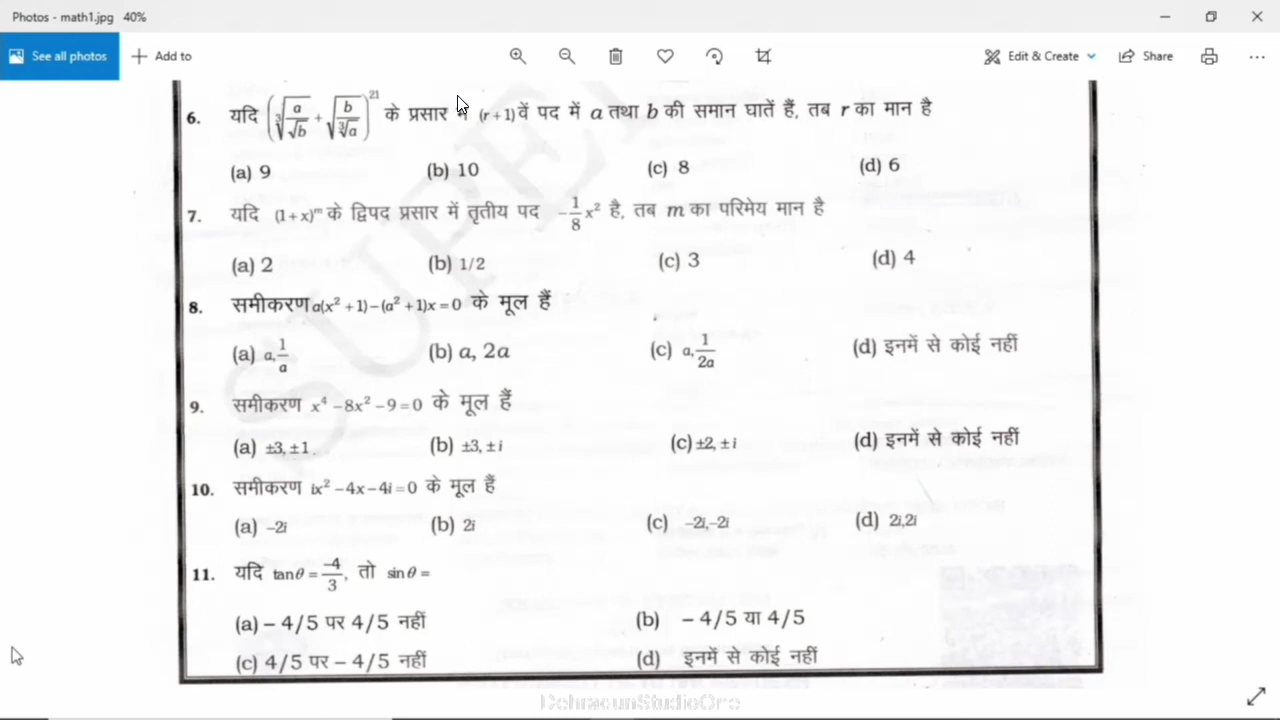 Photos - math1.jpg 40%
See all photos Add to Edit & Create Share
6. यदि (∛(a/√b) + √(b/∛a))^21 के प्रसार में (r+1)वें पद में a तथा b की समान घातें हैं, तब r का मान है
(a) 9 (b) 10 (c) 8 (d) 6
7. यदि (1+x)^m के द्विपद प्रसार में तृतीय पद -1/8 x² है, तब m का परिमेय मान है
(a) 2 (b) 1/2 (c) 3 (d) 4
8. समीकरण a(x²+1)-(a²+1)x=0 के मूल हैं
(a) a,1/a (b) a, 2a (c) a,1/2a (d) इनमें से कोई नहीं
9. समीकरण x⁴-8x²-9=0 के मूल हैं
(a) ±3,±1 (b) ±3,±i (c) ±2,±i (d) इनमें से कोई नहीं
10. समीकरण ix²-4x-4i=0 के मूल हैं
(a) -2i (b) 2i (c) -2i,-2i (d) 2i,2i
11. यदि tanθ=-4/3, तो sinθ=
(a) - 4/5 पर 4/5 नहीं (b) - 4/5 या 4/5
(c) 4/5 पर - 4/5 नहीं (d) इनमें से कोई नहीं
DehradunStudioOne